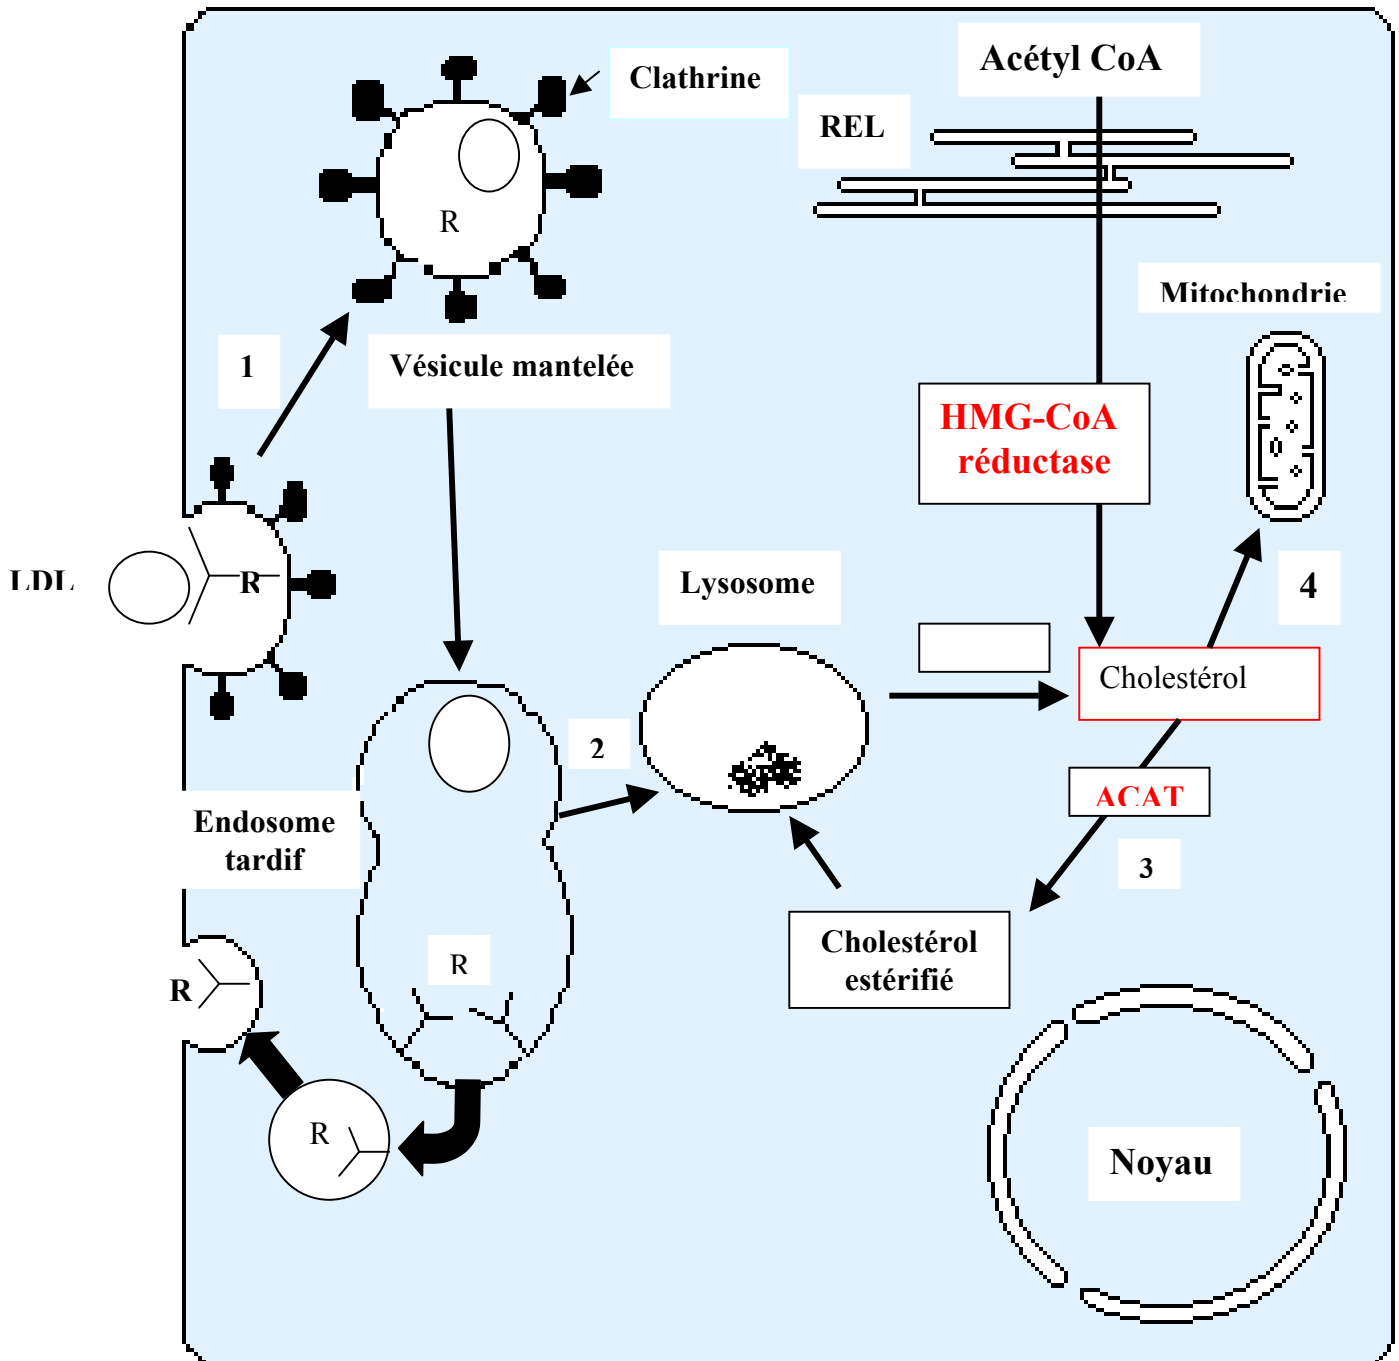 Acétyl CoA
Clathrine
REL
R
Mitochondrie
1
Vésicule mantelée
HMG-CoA
réductase
LDL
R
Lysosome
4
Cholestérol
2
ACAT
Endosome
tardif
3
Cholestérol
estérifié
R
R
R
Noyau